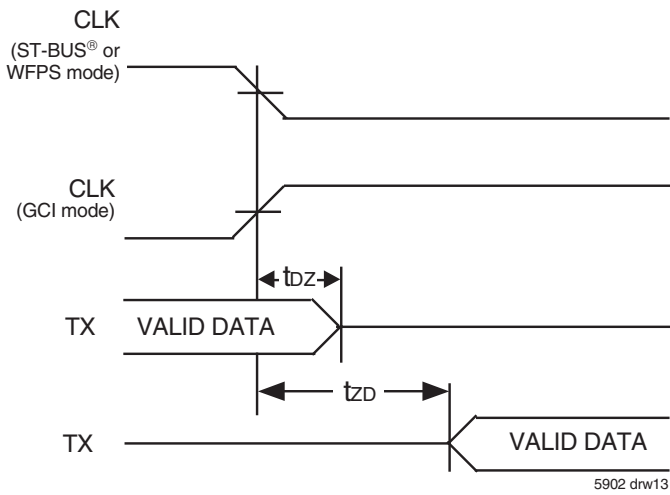 CLK
(ST-BUS® or
WFPS mode)
CLK
(GCI mode)
tDZ
TX VALID DATA
tZD
TX VALID DATA
5902 drw13